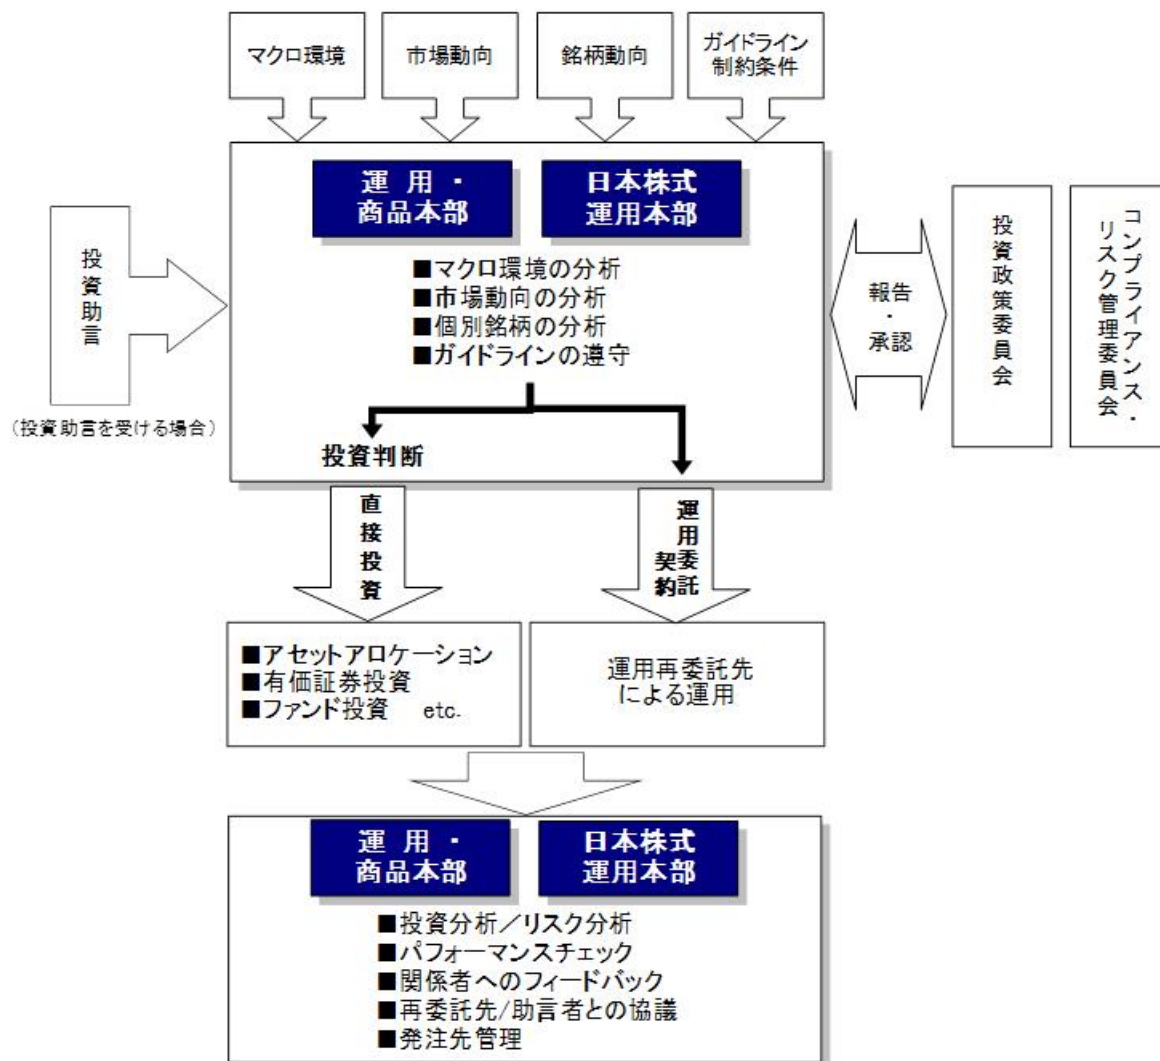 マクロ環境
市場動向
銘柄動向
ガイドライン
制約条件
運 用 ・
商品本部
日本株式
運用本部
■マクロ環境の分析
■市場動向の分析
■個別銘柄の分析
■ガイドラインの遵守
投資助言
(投資助言を受ける場合)
報告
・
承認
投資政策委員会
コンプライアンス・
リスク管理委員会
投資判断
直接投資
運用委託
契約
■アセットアロケーション
■有価証券投資
■ファンド投資 etc.
運用再委託先
による運用
運 用 ・
商品本部
日本株式
運用本部
■投資分析／リスク分析
■パフォーマンスチェック
■関係者へのフィードバック
■再委託先/助言者との協議
■発注先管理